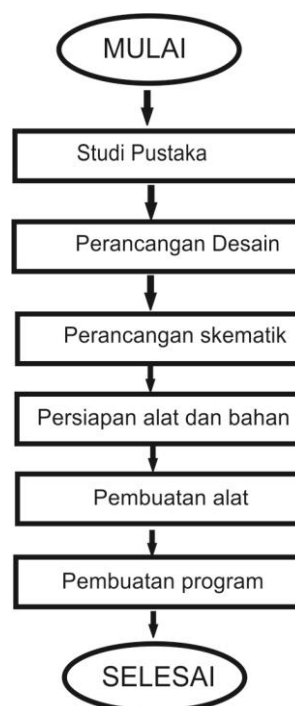 MULAI
Studi Pustaka
Perancangan Desain
Perancangan skematik
Persiapan alat dan bahan
Pembuatan alat
Pembuatan program
SELESAI